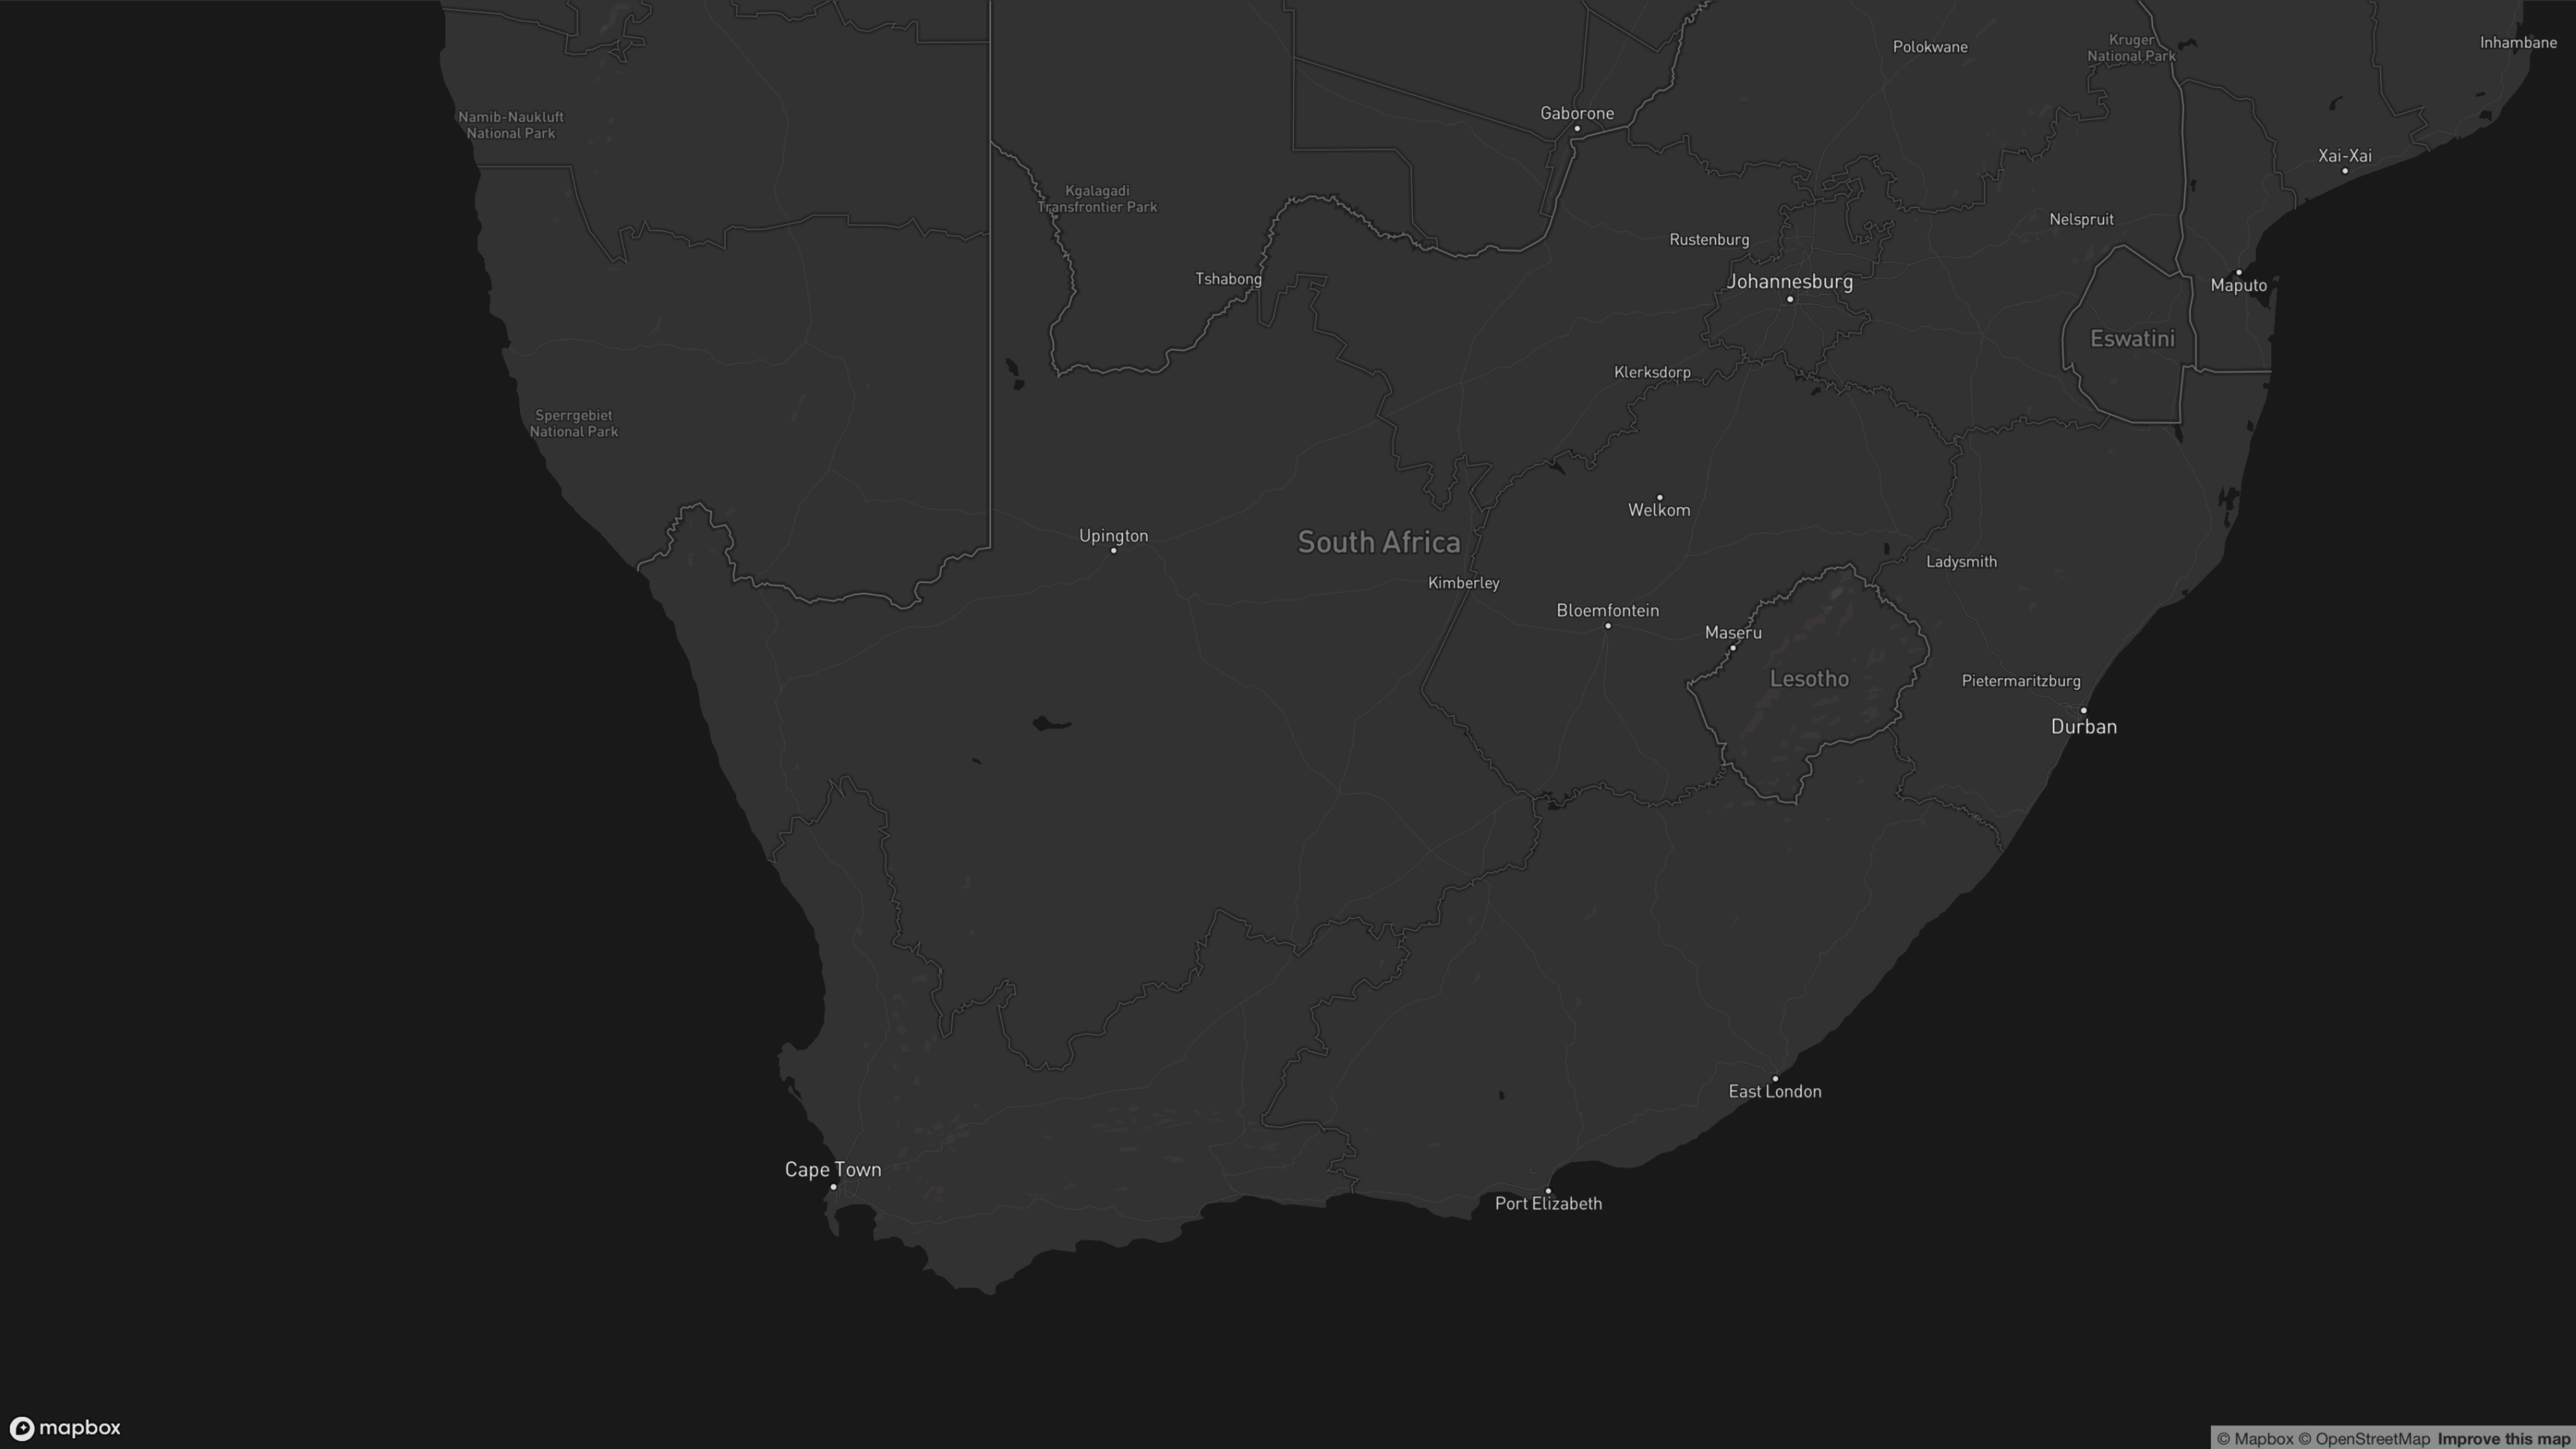 Inhambane
Kruger
National Park
Polokwane
Namib-Naukluft
National Park
Gaborone
Xai-Xai
Kgalagadi
Transfrontier Park
Nelspruit
Rustenburg
Tshabong
Johannesburg
Maputo
Eswatini
Klerksdorp
Sperrgebiet
National Park
Welkom
Upington
South Africa
Ladysmith
Kimberley
Bloemfontein
Maseru
Lesotho
Pietermaritzburg
Durban
East London
Cape Town
Port Elizabeth
mapbox
© Mapbox © OpenStreetMap Improve this map